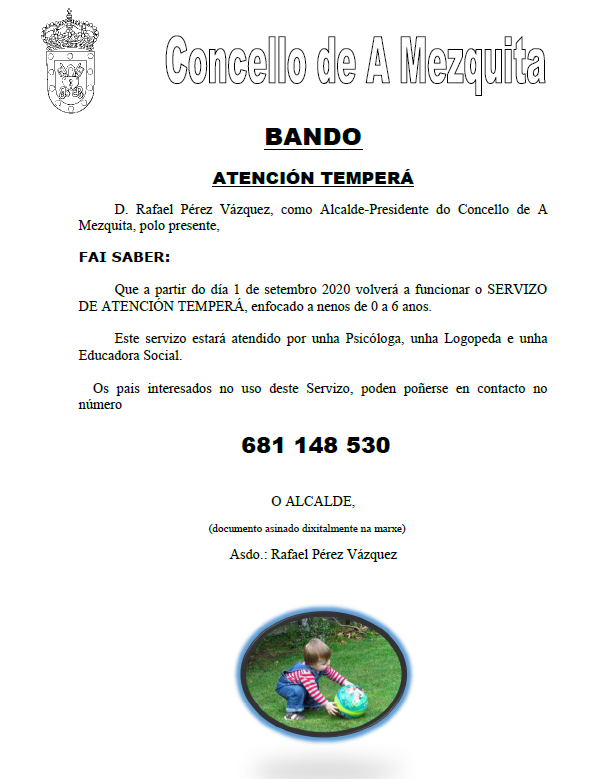 Concello de A Mezquita
BANDO
ATENCIÓN TEMPERÁ
D. Rafael Pérez Vázquez, como Alcalde-Presidente do Concello de A
Mezquita, polo presente,
FAI SABER:
Que a partir do día 1 de setembro 2020 volverá a funcionar o SERVIZO
DE ATENCIÓN TEMPERÁ, enfocado a nenos de 0 a 6 anos.
Este servizo estará atendido por unha Psicóloga, unha Logopeda e unha
Educadora Social.
Os pais interesados no uso deste Servizo, poden poñerse en contacto no
número
681 148 530
O ALCALDE,
(documento asinado dixitalmente na marxe)
Asdo.: Rafael Pérez Vázquez